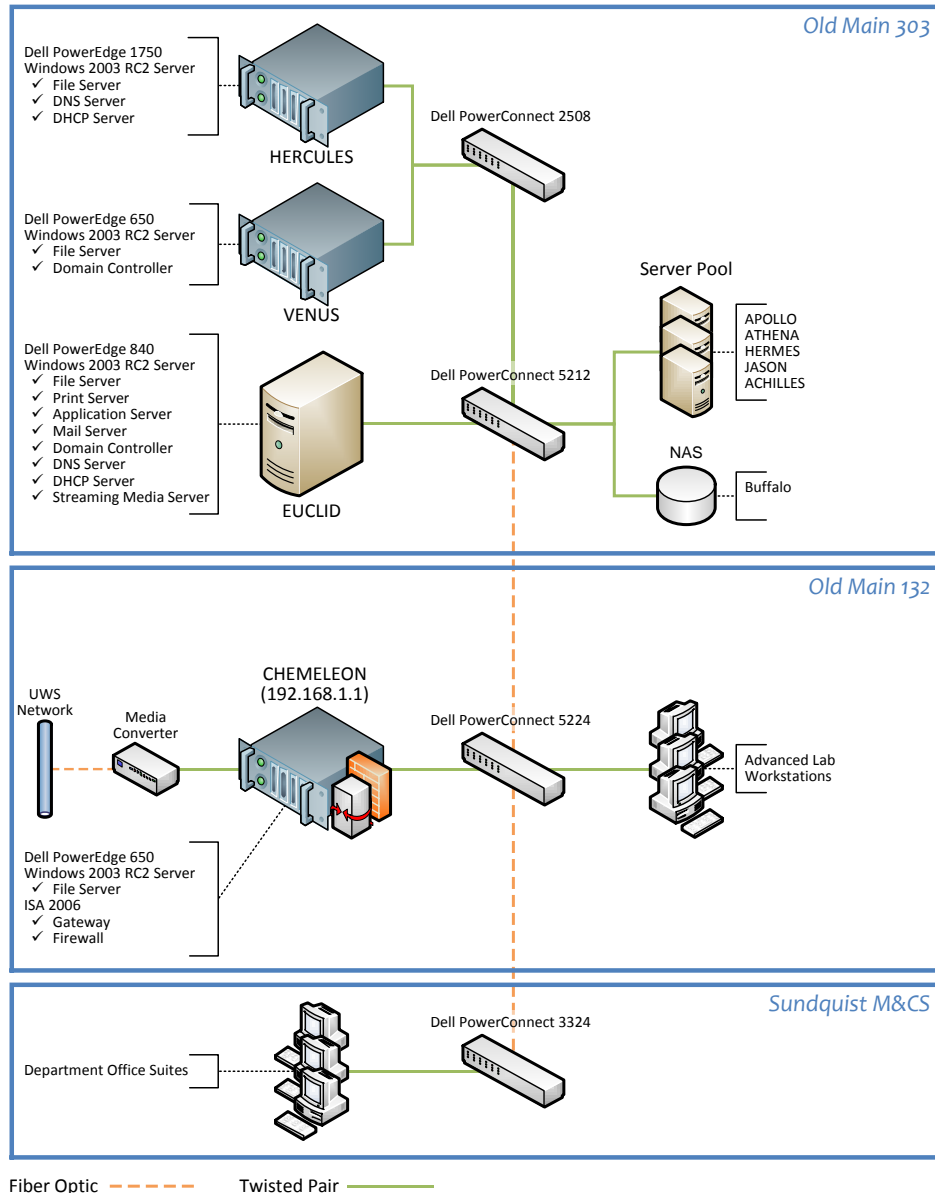 Old Main 303
Dell PowerEdge 1750
Windows 2003 RC2 Server
✓ File Server
✓ DNS Server
✓ DHCP Server
HERCULES
Dell PowerConnect 2508
Dell PowerEdge 650
Windows 2003 RC2 Server
✓ File Server
✓ Domain Controller
VENUS
Server Pool
APOLLO
ATHENA
HERMES
JASON
ACHILLES
Dell PowerEdge 840
Windows 2003 RC2 Server
✓ File Server
✓ Print Server
✓ Application Server
✓ Mail Server
✓ Domain Controller
✓ DNS Server
✓ DHCP Server
✓ Streaming Media Server
EUCLID
Dell PowerConnect 5212
NAS
Buffalo
Old Main 132
UWS
Network
Media
Converter
CHEMELEON
(192.168.1.1)
Dell PowerConnect 5224
Advanced Lab
Workstations
Dell PowerEdge 650
Windows 2003 RC2 Server
✓ File Server
ISA 2006
✓ Gateway
✓ Firewall
Sundquist M&CS
Dell PowerConnect 3324
Department Office Suites
Fiber Optic
Twisted Pair